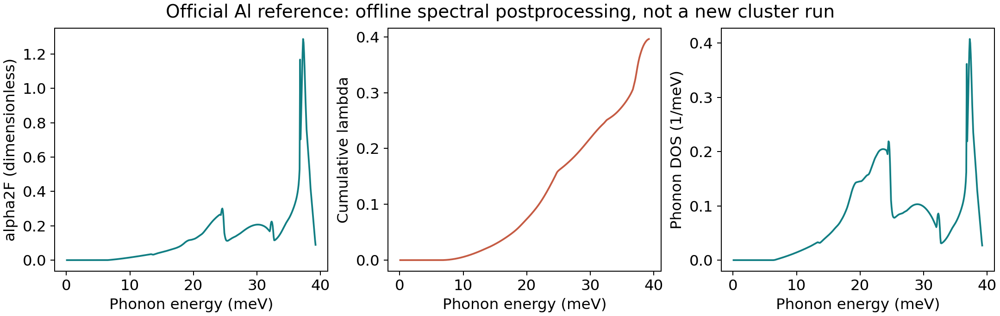 Official Al reference: offline spectral postprocessing, not a new cluster run
alpha2F (dimensionless)
1.2
1.0
0.8
0.6
0.4
0.2
0.0
0 10 20 30 40
Phonon energy (meV)
Cumulative lambda
0.4
0.3
0.2
0.1
0.0
0 10 20 30 40
Phonon energy (meV)
Phonon DOS (1/meV)
0.4
0.3
0.2
0.1
0.0
0 10 20 30 40
Phonon energy (meV)